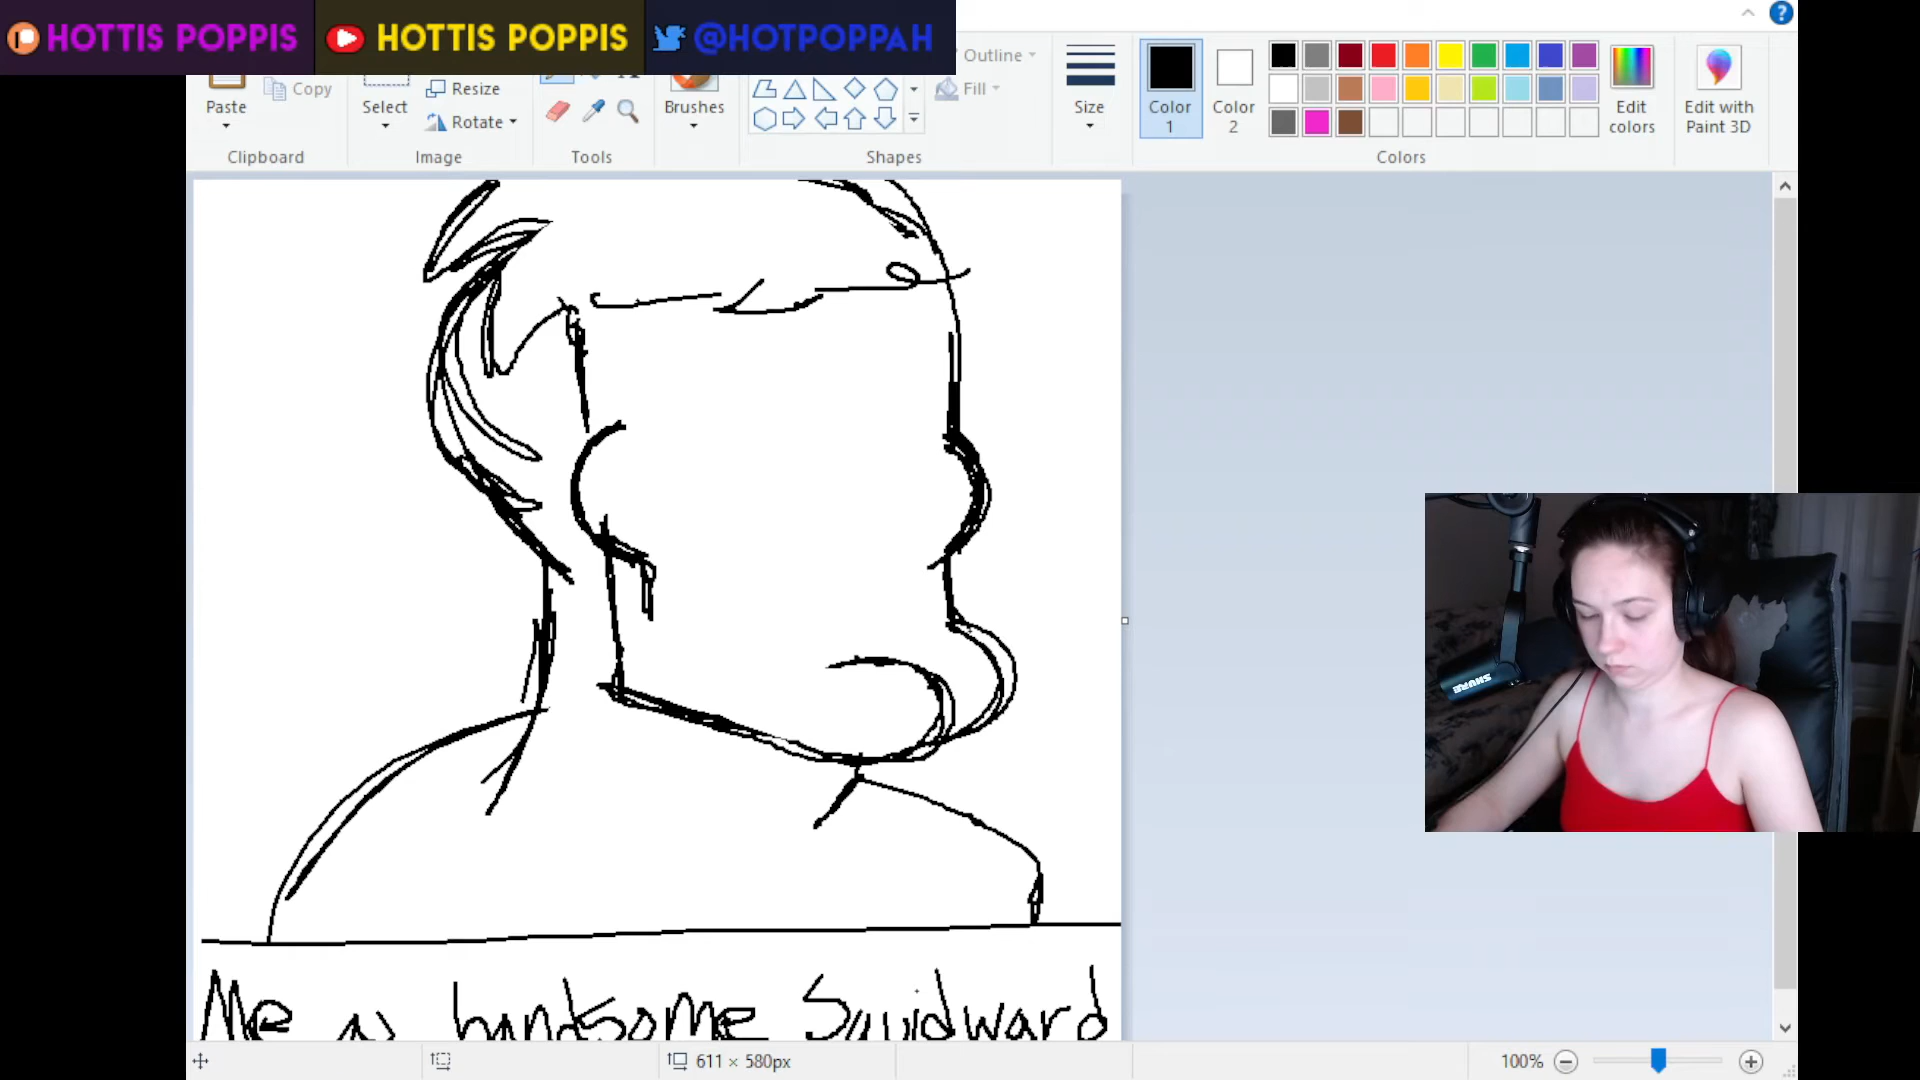 HOTTIS POPPIS HOTTIS POPPIS @HOTPOPPAH
Outline
Paste Copy Select Resize Fill
Rotate Brushes Size Color 1 Color 2 Edit colors Edit with Paint 3D
Clipboard Image Tools Shapes Colors
SHURE
Me as handsome Squidward
611 × 580px 100%